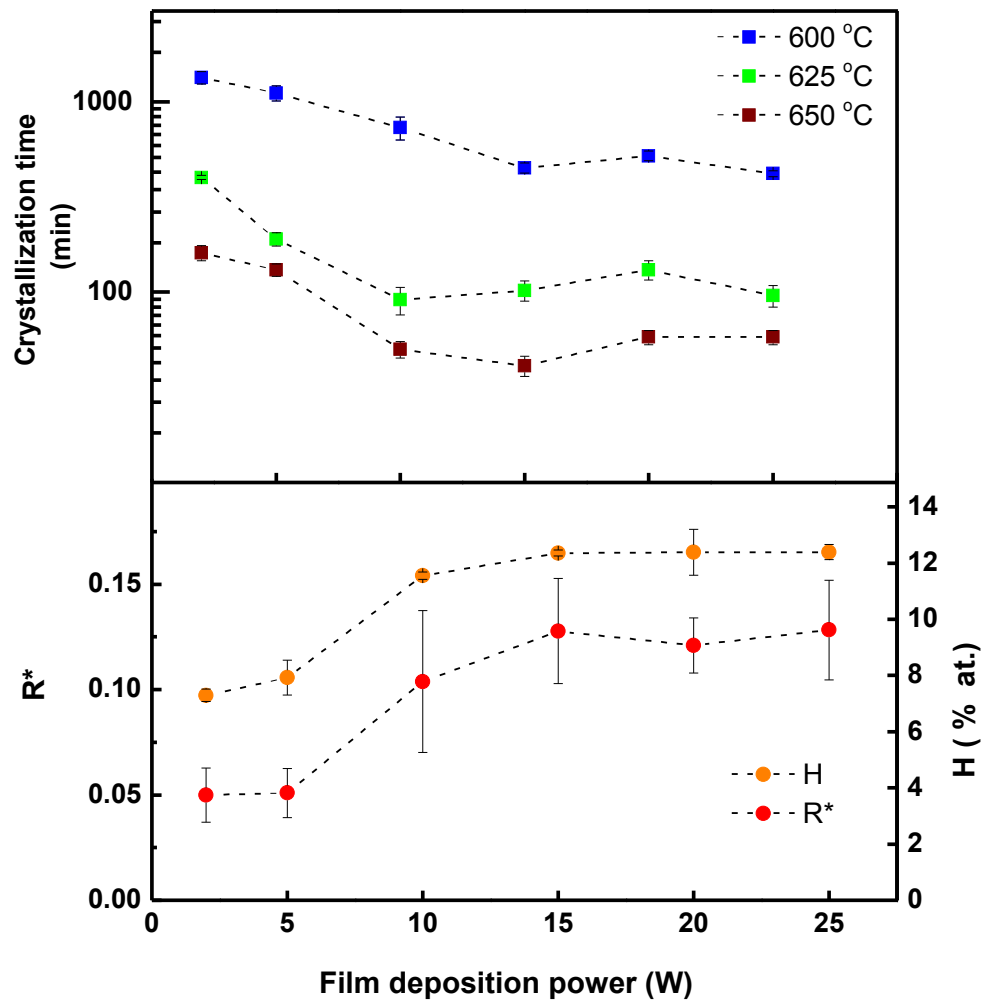 600 °C
625 °C
650 °C
1000
100
Crystallization time
(min)
0.15
0.10
0.05
0.00
R*
14
12
10
8
6
4
2
0
H ( % at.)
H
R*
0 5 10 15 20 25
Film deposition power (W)